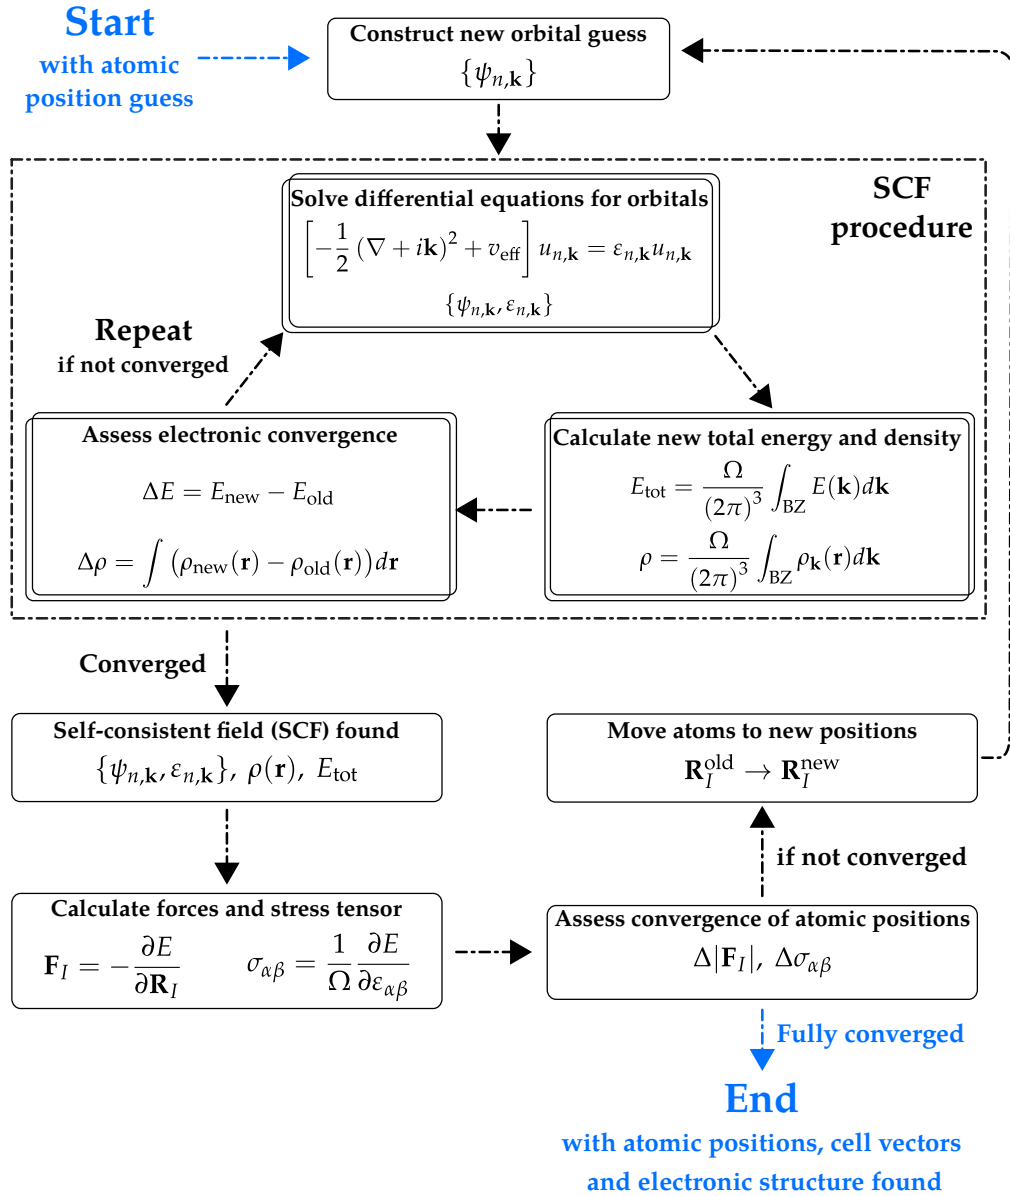 Start
with atomic
position guess
Construct new orbital guess
{ψ_{n,𝐤}}
SCF
procedure
Solve differential equations for orbitals
[−1/2 (∇ + i𝐤)² + v_eff] u_{n,𝐤} = ε_{n,𝐤}u_{n,𝐤}
{ψ_{n,𝐤}, ε_{n,𝐤}}
Repeat
if not converged
Assess electronic convergence
ΔE = E_new − E_old
Δρ = ∫ (ρ_new(𝐫) − ρ_old(𝐫))d𝐫
Calculate new total energy and density
E_tot = Ω/(2π)³ ∫_BZ E(𝐤)d𝐤
ρ = Ω/(2π)³ ∫_BZ ρ_𝐤(𝐫)d𝐤
Converged
Self-consistent field (SCF) found
{ψ_{n,𝐤}, ε_{n,𝐤}}, ρ(𝐫), E_tot
Move atoms to new positions
𝐑_I^old → 𝐑_I^new
if not converged
Calculate forces and stress tensor
𝐅_I = −∂E/∂𝐑_I σ_{αβ} = 1/Ω ∂E/∂ε_{αβ}
Assess convergence of atomic positions
Δ|𝐅_I|, Δσ_{αβ}
Fully converged
End
with atomic positions, cell vectors
and electronic structure found